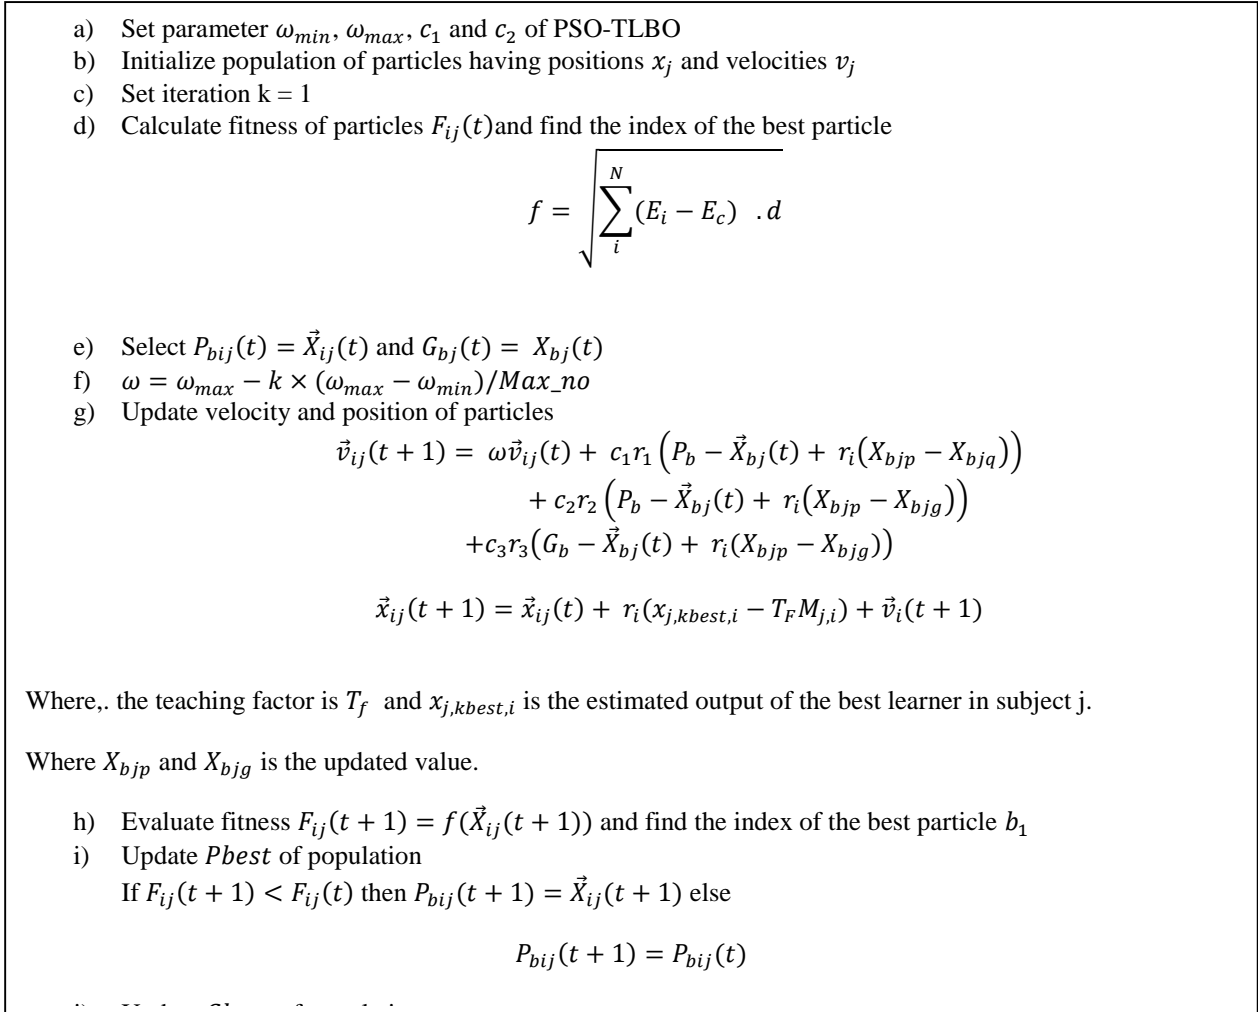 a) Set parameter ω_min, ω_max, c_1 and c_2 of PSO-TLBO
b) Initialize population of particles having positions x_j and velocities v_j
c) Set iteration k = 1
d) Calculate fitness of particles F_ij(t)and find the index of the best particle
f = √(∑_i^N (E_i − E_c) .d)
e) Select P_bij(t) = X⃗_ij(t) and G_bj(t) = X_bj(t)
f) ω = ω_max − k × (ω_max − ω_min)/Max_no
g) Update velocity and position of particles
v⃗_ij(t + 1) = ωv⃗_ij(t) + c_1r_1(P_b − X⃗_bj(t) + r_i(X_bjp − X_bjq))
+ c_2r_2(P_b − X⃗_bj(t) + r_i(X_bjp − X_bjg))
+c_3r_3(G_b − X⃗_bj(t) + r_i(X_bjp − X_bjg))
x⃗_ij(t + 1) = x⃗_ij(t) + r_i(x_j,kbest,i − T_FM_j,i) + v⃗_i(t + 1)
Where,. the teaching factor is T_f and x_j,kbest,i is the estimated output of the best learner in subject j.
Where X_bjp and X_bjg is the updated value.
h) Evaluate fitness F_ij(t + 1) = f(X⃗_ij(t + 1)) and find the index of the best particle b_1
i) Update Pbest of population
If F_ij(t + 1) < F_ij(t) then P_bij(t + 1) = X⃗_ij(t + 1) else
P_bij(t + 1) = P_bij(t)